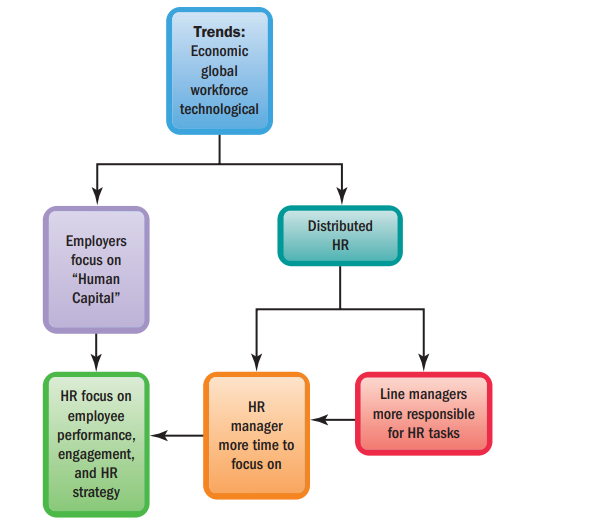 Trends:
Economic
global
workforce
technological
Employers
focus on
“Human
Capital”
Distributed
HR
HR focus on
employee
performance,
engagement,
and HR
strategy
HR
manager
more time to
focus on
Line managers
more responsible
for HR tasks